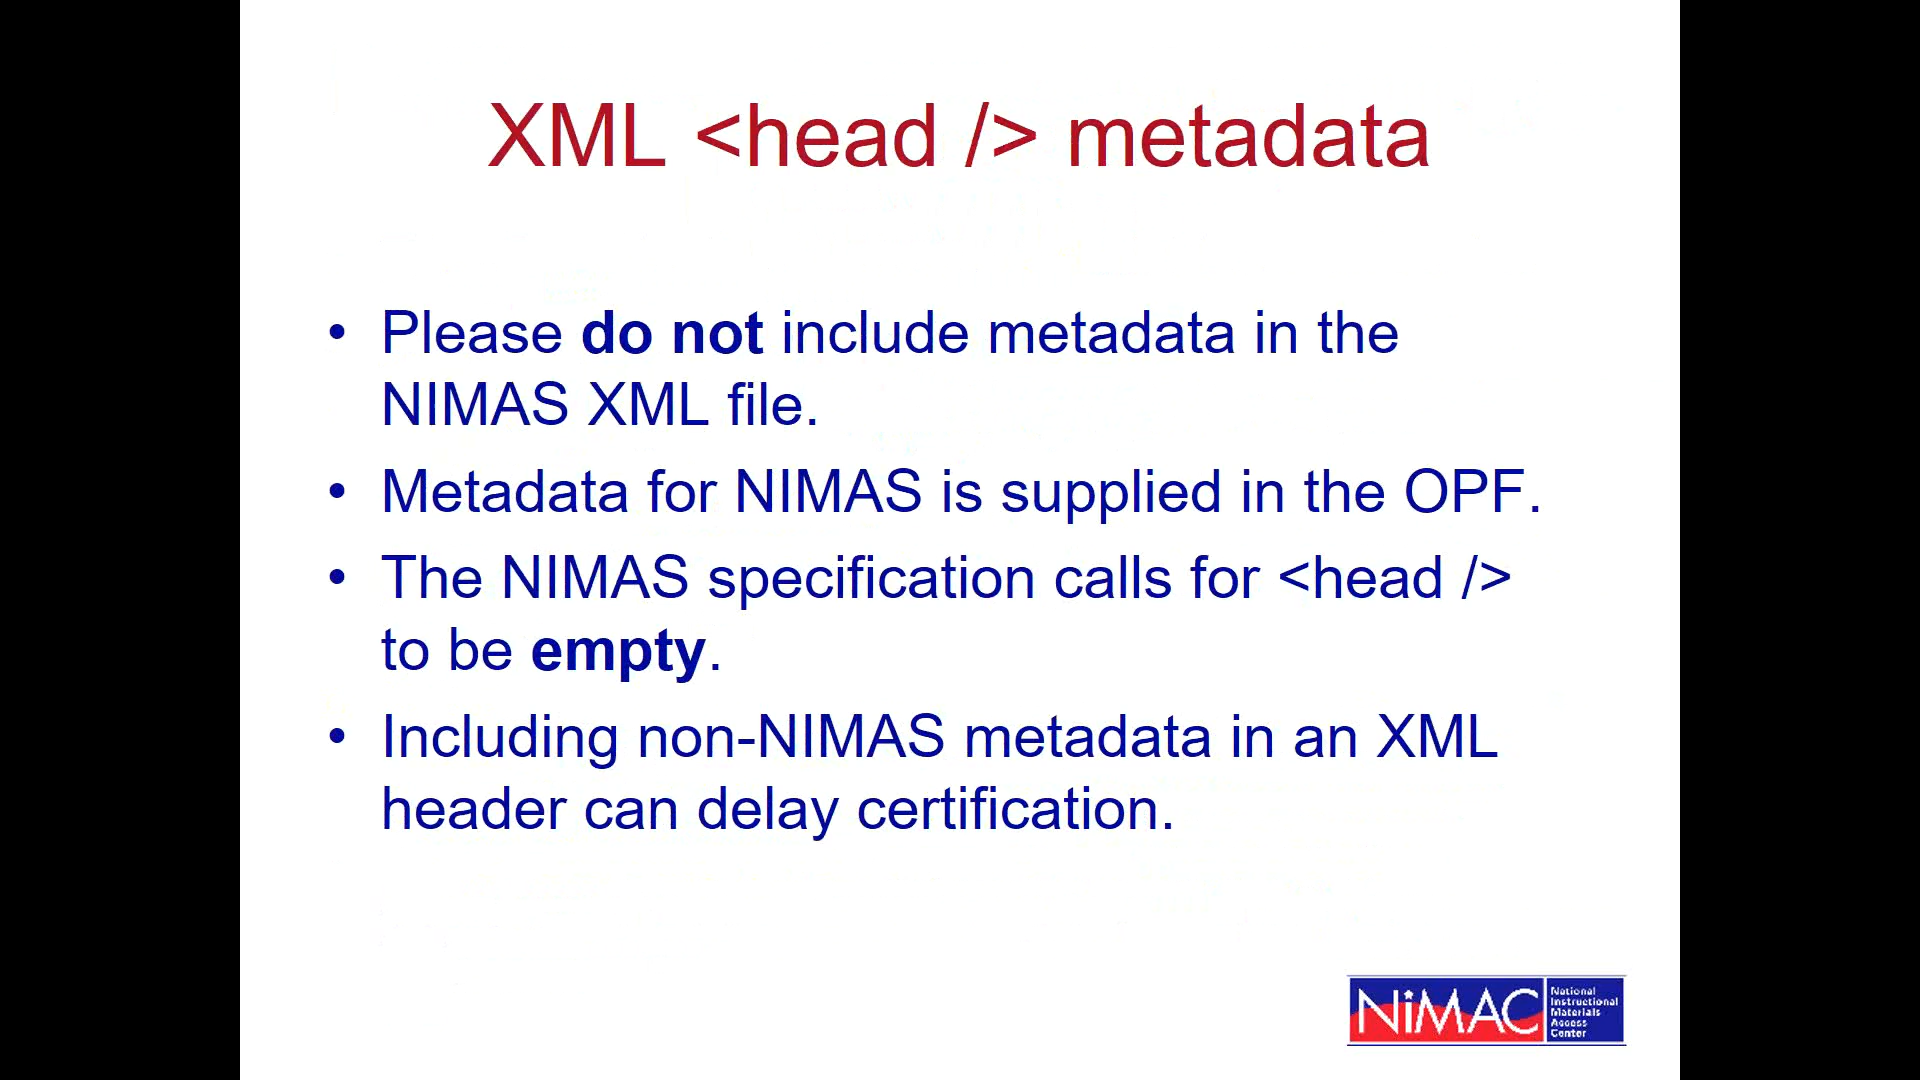 XML <head /> metadata
• Please do not include metadata in the
NIMAS XML file.
• Metadata for NIMAS is supplied in the OPF.
• The NIMAS specification calls for <head />
to be empty.
• Including non-NIMAS metadata in an XML
header can delay certification.
NiMAC
National
Instructional
Materials
Access
Center